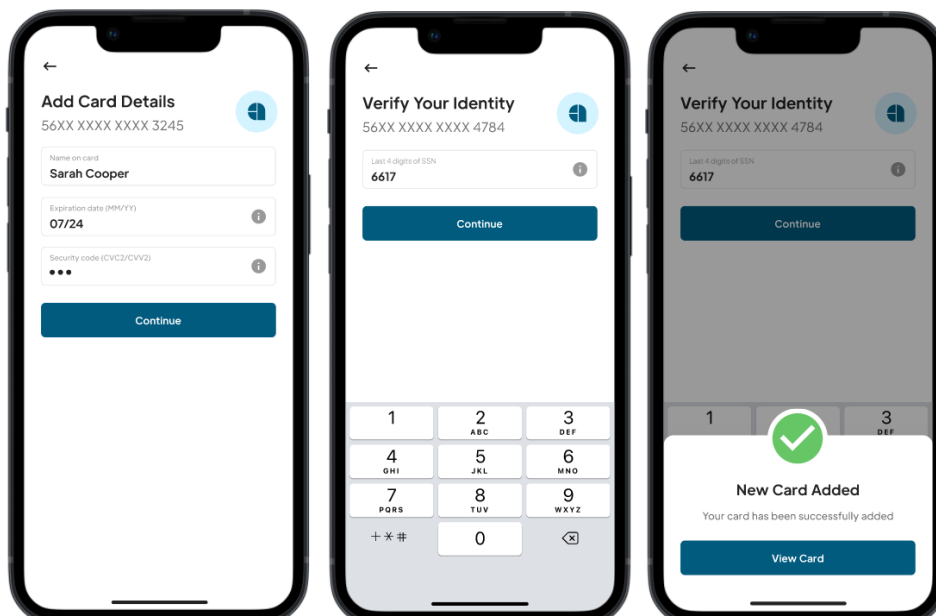 Add Card Details
56XX XXXX XXXX 3245
Name on card
Sarah Cooper
Expiration date (MM/YY)
07/24
Security code (CVC2/CVV2)
Continue
Verify Your Identity
56XX XXXX XXXX 4784
Last 4 digits of SSN
6617
Continue
1 2 3
ABC DEF
4 5 6
GHI JKL MNO
7 8 9
PQRS TUV WXYZ
+*# 0
Verify Your Identity
56XX XXXX XXXX 4784
Last 4 digits of SSN
6617
Continue
1 3
DEF
New Card Added
Your card has been successfully added
View Card